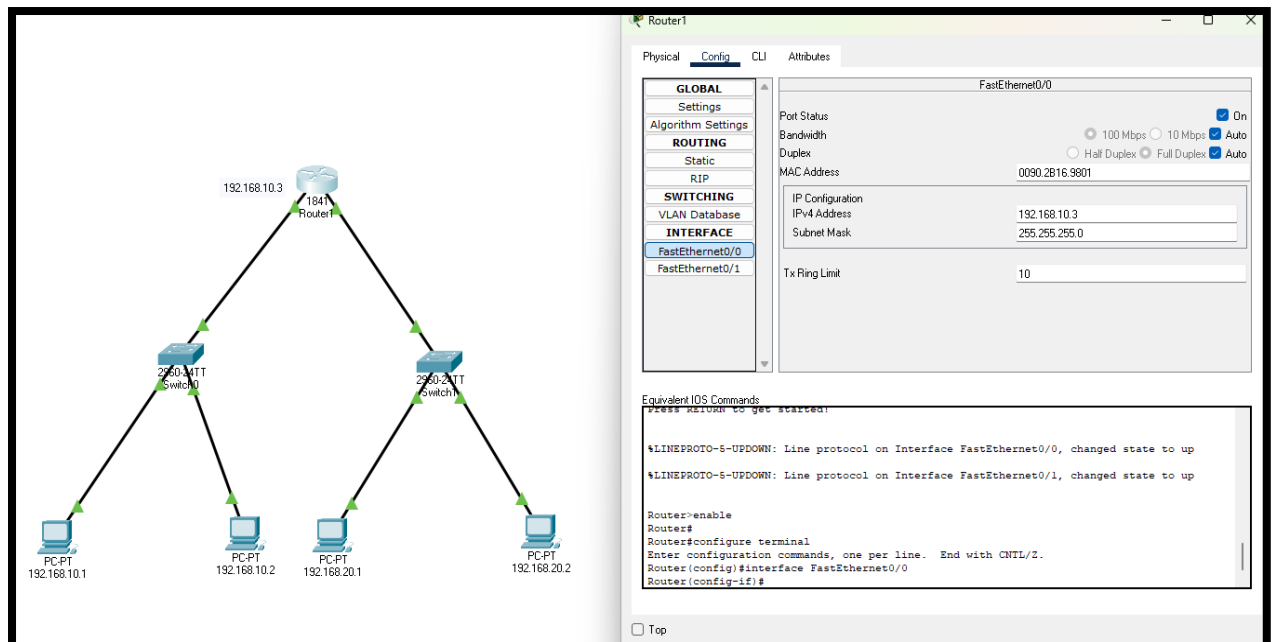 192.168.10.3
1841
Router1
2960-24TT
Switch0
2960-24TT
Switch1
PC-PT
192.168.10.1
PC-PT
192.168.10.2
PC-PT
192.168.20.1
PC-PT
192.168.20.2
Router1
Physical Config CLI Attributes
GLOBAL
Settings
Algorithm Settings
ROUTING
Static
RIP
SWITCHING
VLAN Database
INTERFACE
FastEthernet0/0
FastEthernet0/1
FastEthernet0/0
Port Status On
Bandwidth 100 Mbps 10 Mbps Auto
Duplex Half Duplex Full Duplex Auto
MAC Address 0090.2B16.9801
IP Configuration
IPv4 Address 192.168.10.3
Subnet Mask 255.255.255.0
Tx Ring Limit 10
Equivalent IOS Commands
Press RETURN to get started!
%LINEPROTO-5-UPDOWN: Line protocol on Interface FastEthernet0/0, changed state to up
%LINEPROTO-5-UPDOWN: Line protocol on Interface FastEthernet0/1, changed state to up
Router>enable
Router#
Router#configure terminal
Enter configuration commands, one per line. End with CNTL/Z.
Router(config)#interface FastEthernet0/0
Router(config-if)#
Top